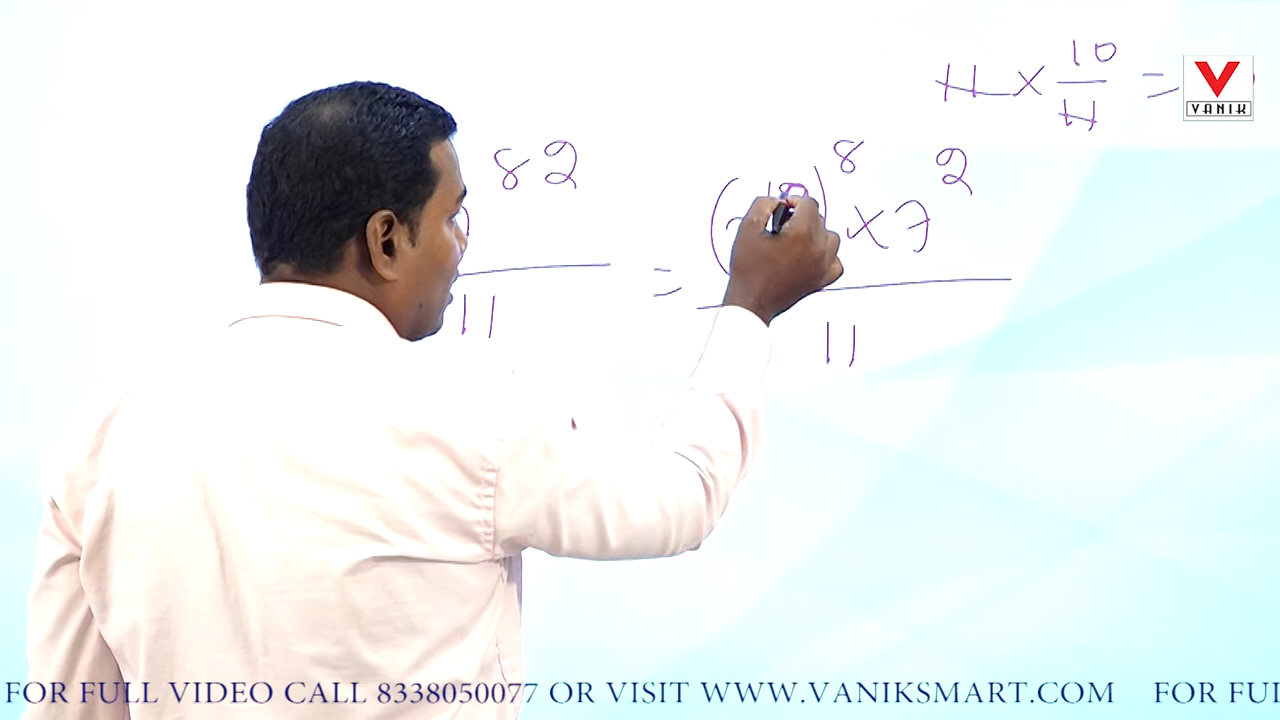 11 × 10/11 =
VANIK
82
11
=
( 10)^8 × 7^2
11
FOR FULL VIDEO CALL 8338050077 OR VISIT WWW.VANIKSMART.COM FOR FUL